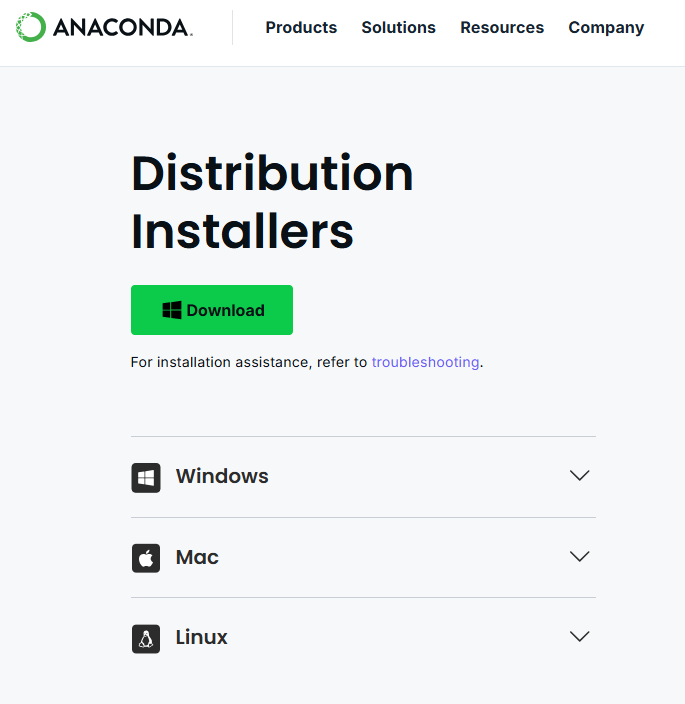 ANACONDA.
Products Solutions Resources Company
Distribution
Installers
Download
For installation assistance, refer to troubleshooting.
Windows
Mac
Linux